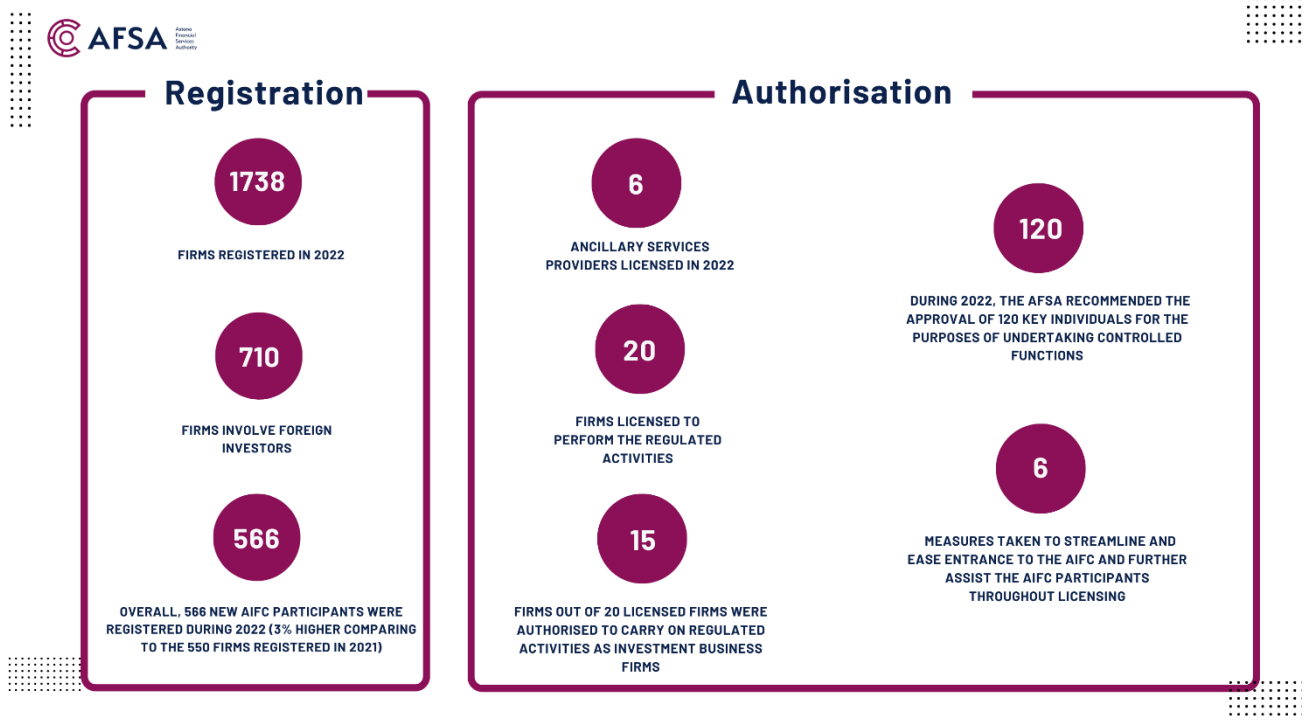 AFSA
Astana
Financial
Services
Authority
Registration
1738
FIRMS REGISTERED IN 2022
710
FIRMS INVOLVE FOREIGN
INVESTORS
566
OVERALL, 566 NEW AIFC PARTICIPANTS WERE
REGISTERED DURING 2022 (3% HIGHER COMPARING
TO THE 550 FIRMS REGISTERED IN 2021)
Authorisation
6
ANCILLARY SERVICES
PROVIDERS LICENSED IN 2022
20
FIRMS LICENSED TO
PERFORM THE REGULATED
ACTIVITIES
15
FIRMS OUT OF 20 LICENSED FIRMS WERE
AUTHORISED TO CARRY ON REGULATED
ACTIVITIES AS INVESTMENT BUSINESS
FIRMS
120
DURING 2022, THE AFSA RECOMMENDED THE
APPROVAL OF 120 KEY INDIVIDUALS FOR THE
PURPOSES OF UNDERTAKING CONTROLLED
FUNCTIONS
6
MEASURES TAKEN TO STREAMLINE AND
EASE ENTRANCE TO THE AIFC AND FURTHER
ASSIST THE AIFC PARTICIPANTS
THROUGHOUT LICENSING